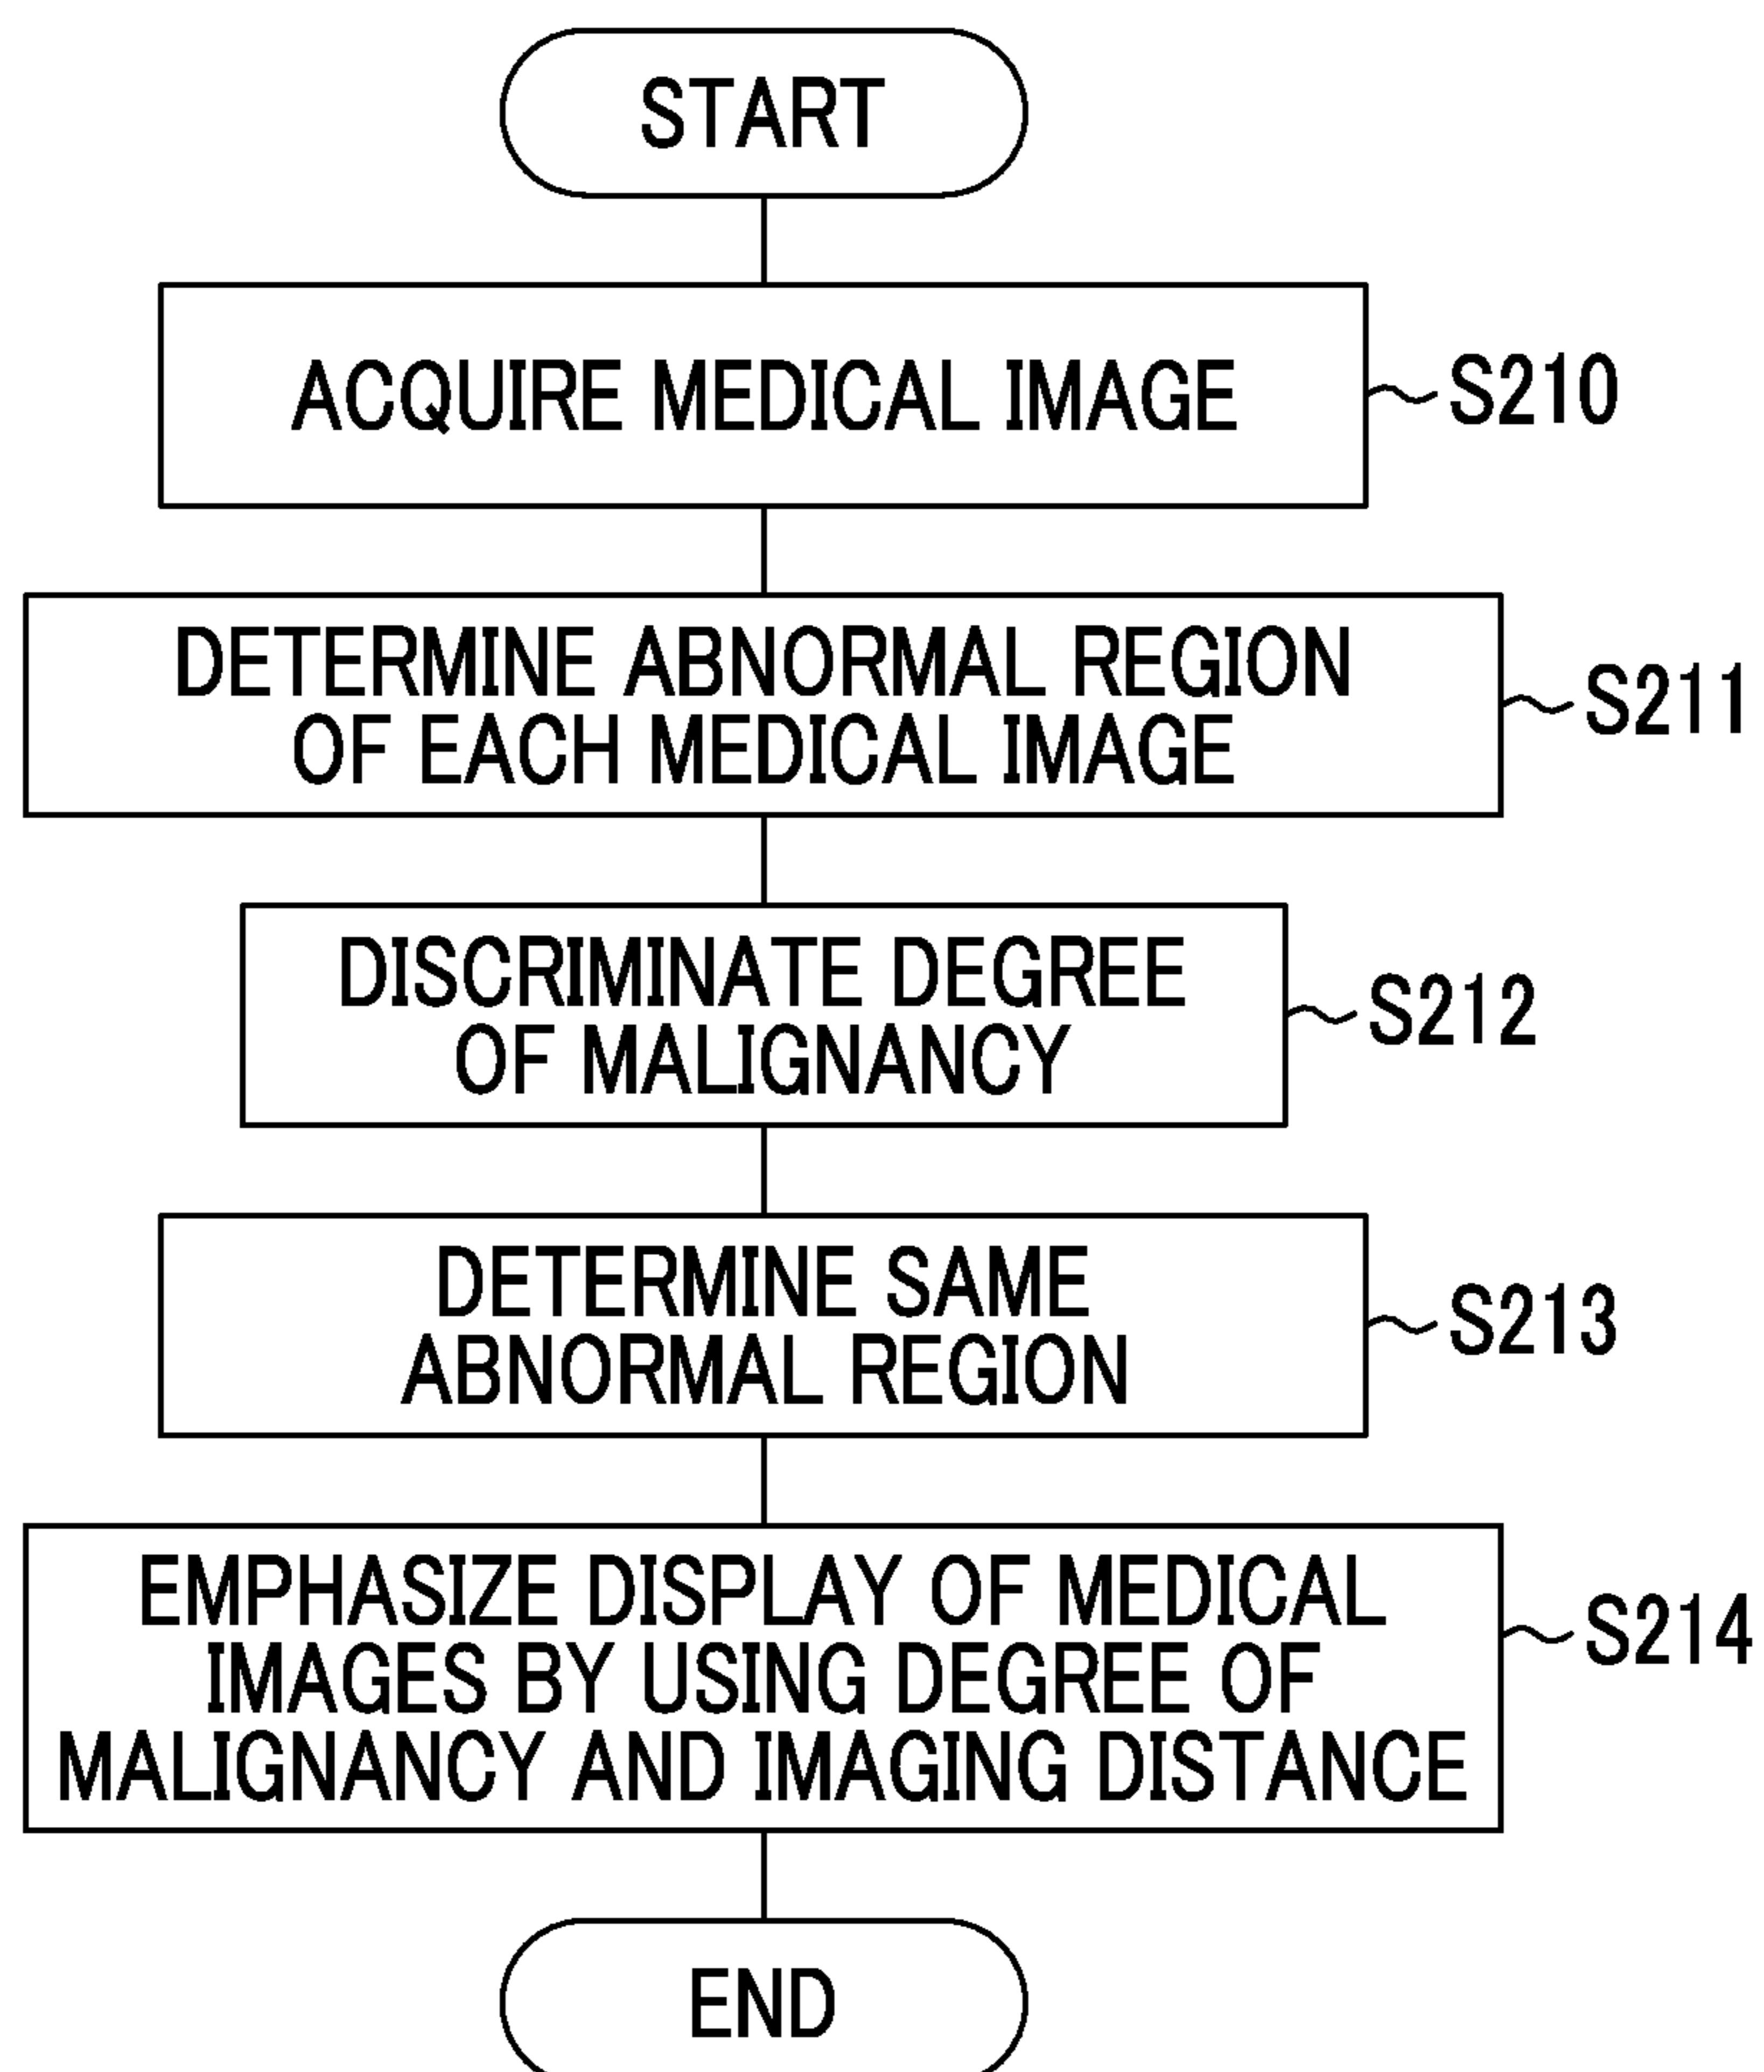 START
ACQUIRE MEDICAL IMAGE
S210
DETERMINE ABNORMAL REGION
OF EACH MEDICAL IMAGE
S211
DISCRIMINATE DEGREE
OF MALIGNANCY
S212
DETERMINE SAME
ABNORMAL REGION
S213
EMPHASIZE DISPLAY OF MEDICAL
IMAGES BY USING DEGREE OF
MALIGNANCY AND IMAGING DISTANCE
S214
END